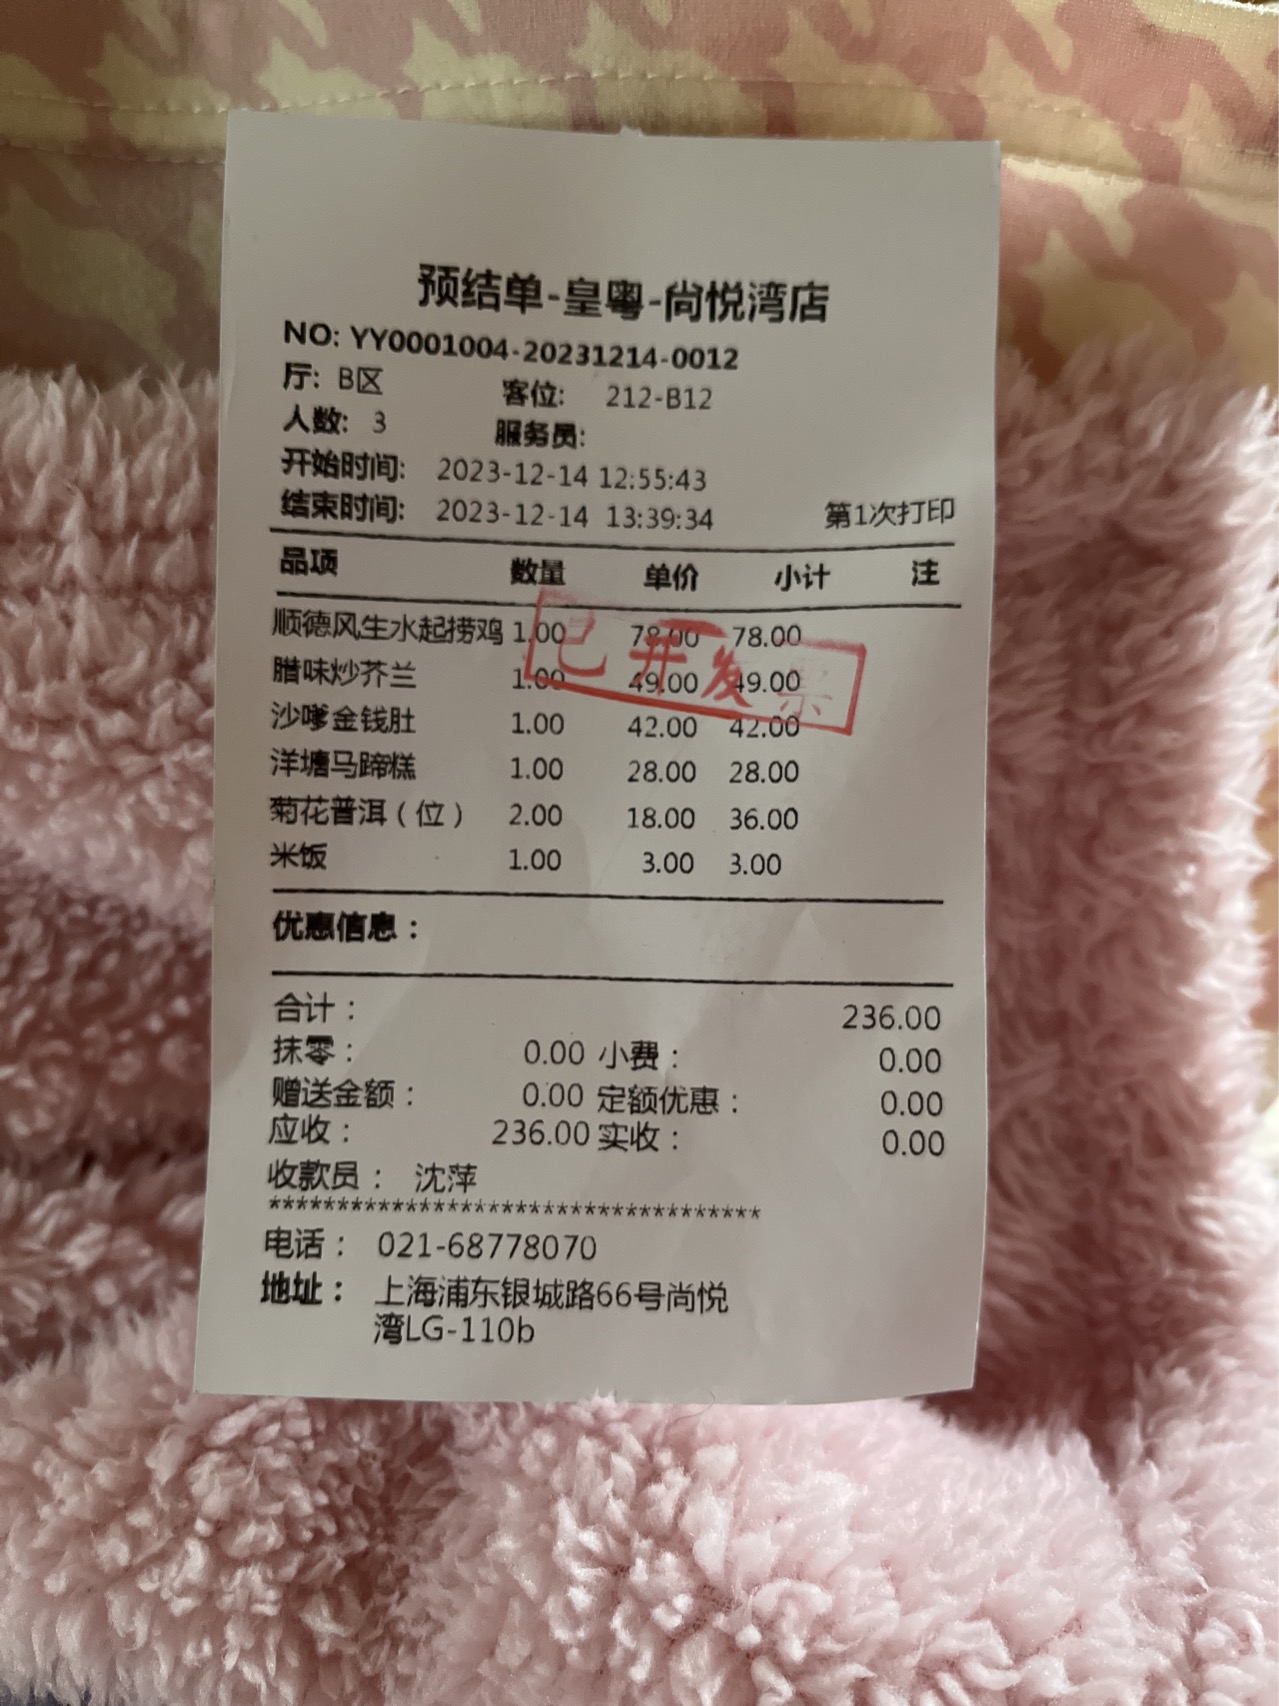 预结单-皇粤-尚悦湾店
NO: YY0001004-20231214-0012
厅: B区 客位: 212-B12
人数: 3 服务员:
开始时间: 2023-12-14 12:55:43
结束时间: 2023-12-14 13:39:34 第1次打印
品项 数量 单价 小计 注
顺德风生水起捞鸡 1.00 78.00 78.00
腊味炒芥兰 1.00 49.00 49.00
已开发票
沙嗲金钱肚 1.00 42.00 42.00
洋塘马蹄糕 1.00 28.00 28.00
菊花普洱（位） 2.00 18.00 36.00
米饭 1.00 3.00 3.00
优惠信息：
合计： 236.00
抹零： 0.00 小费： 0.00
赠送金额： 0.00 定额优惠： 0.00
应收： 236.00 实收： 0.00
收款员： 沈萍
************************************
电话： 021-68778070
地址： 上海浦东银城路66号尚悦
湾LG-110b